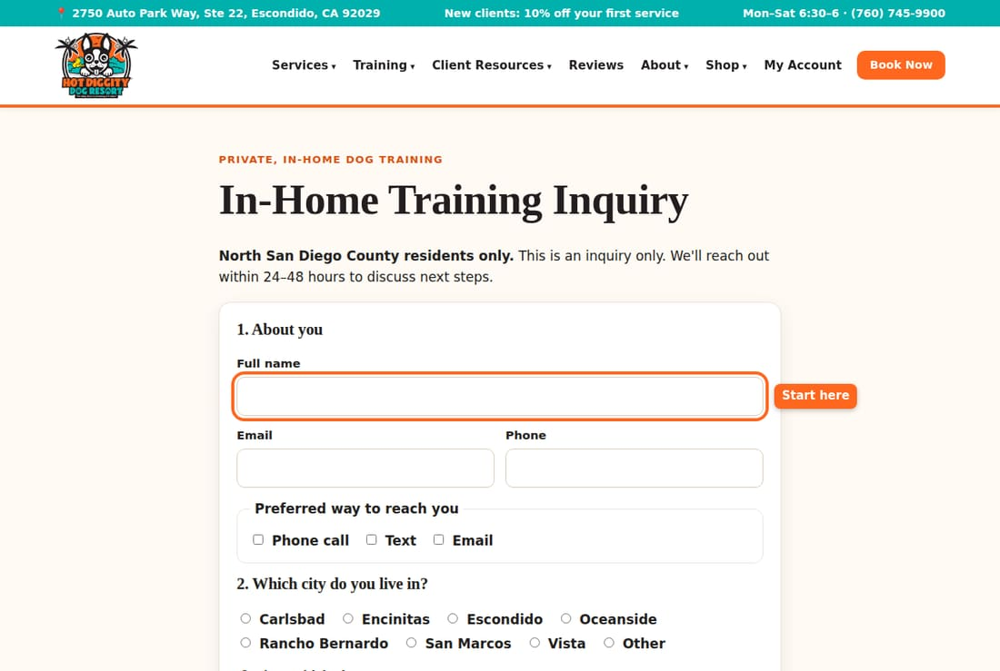 2750 Auto Park Way, Ste 22, Escondido, CA 92029
New clients: 10% off your first service
Mon–Sat 6:30–6 · (760) 745-9900
HOT DIGGITY
DOG RESORT
Services
Training
Client Resources
Reviews
About
Shop
My Account
Book Now
PRIVATE, IN-HOME DOG TRAINING
In-Home Training Inquiry
North San Diego County residents only. This is an inquiry only. We'll reach out
within 24–48 hours to discuss next steps.
1. About you
Full name
Start here
Email
Phone
Preferred way to reach you
Phone call
Text
Email
2. Which city do you live in?
Carlsbad
Encinitas
Escondido
Oceanside
Rancho Bernardo
San Marcos
Vista
Other